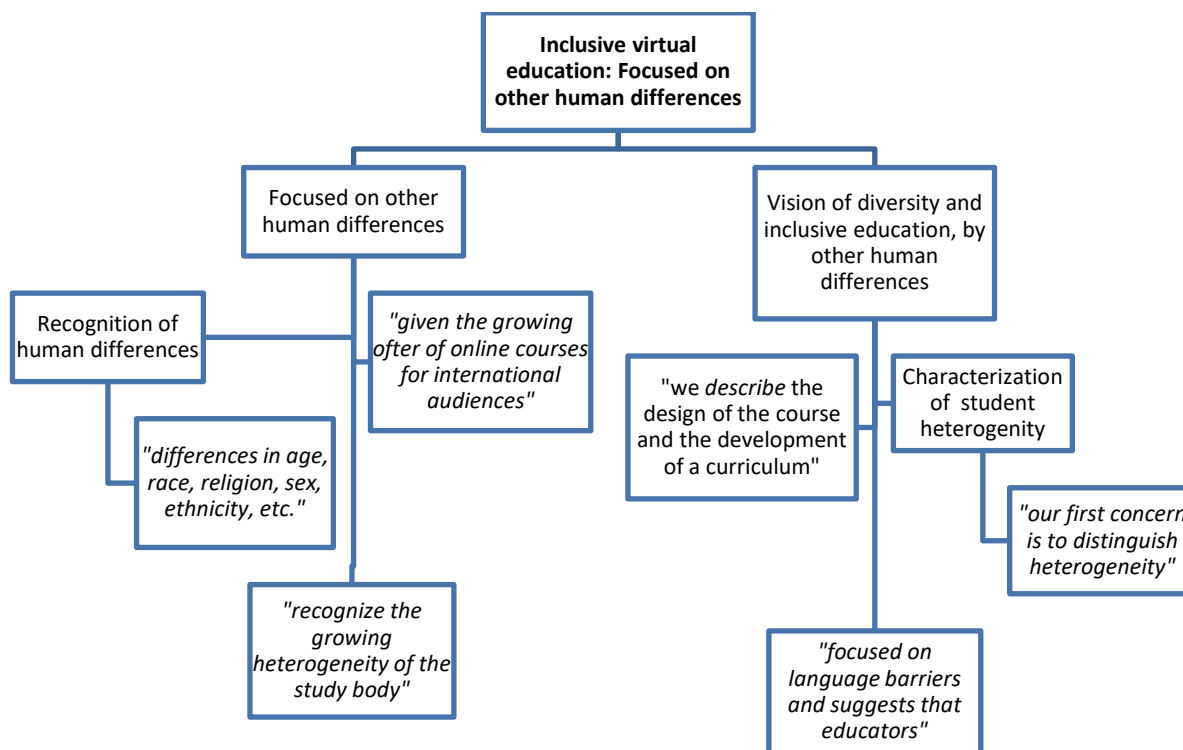 Inclusive virtual
education: Focused on
other human differences
Focused on other
human differences
Vision of diversity and
inclusive education, by
other human
differences
Recognition of
human differences
"given the growing
ofter of online courses
for international
audiences"
"we describe the
design of the course
and the development
of a curriculum"
Characterization
of student
heterogenity
"differences in age,
race, religion, sex,
ethnicity, etc."
"our first concern
is to distinguish
heterogeneity"
"recognize the
growing
heterogeneity of the
study body"
"focused on
language barriers
and suggests that
educators"